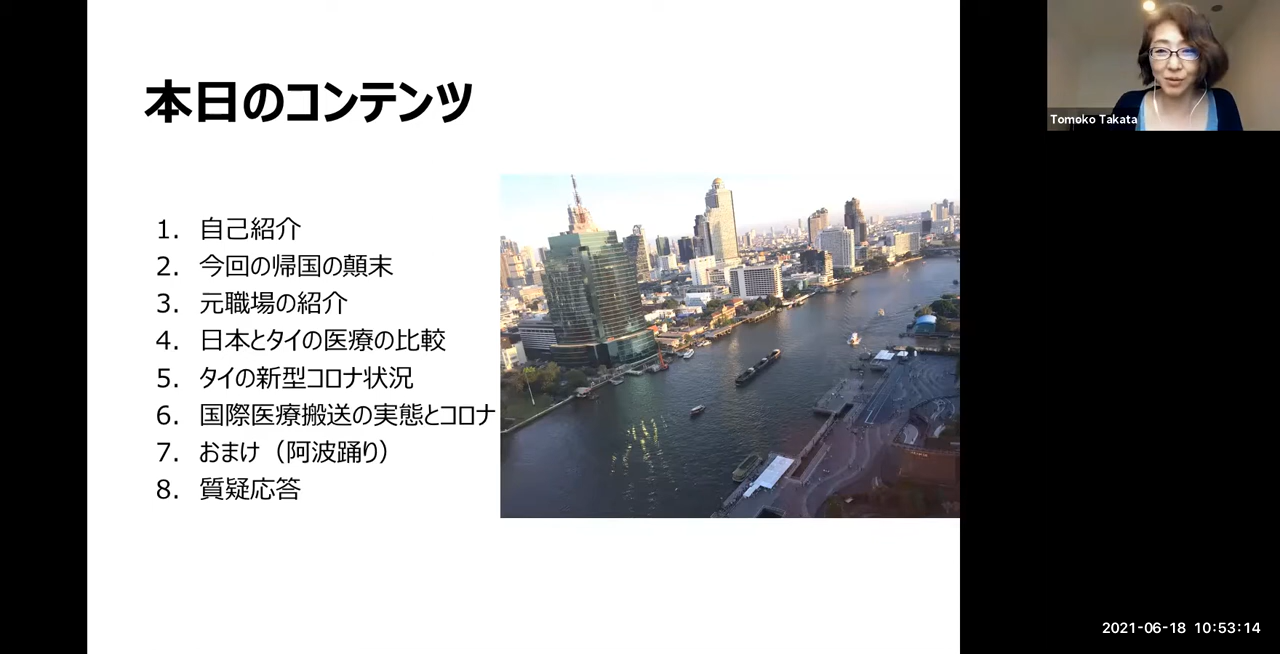 本日のコンテンツ
1. 自己紹介
2. 今回の帰国の顛末
3. 元職場の紹介
4. 日本とタイの医療の比較
5. タイの新型コロナ状況
6. 国際医療搬送の実態とコロナ
7. おまけ（阿波踊り）
8. 質疑応答
Tomoko Takata
2021-06-18 10:53:14